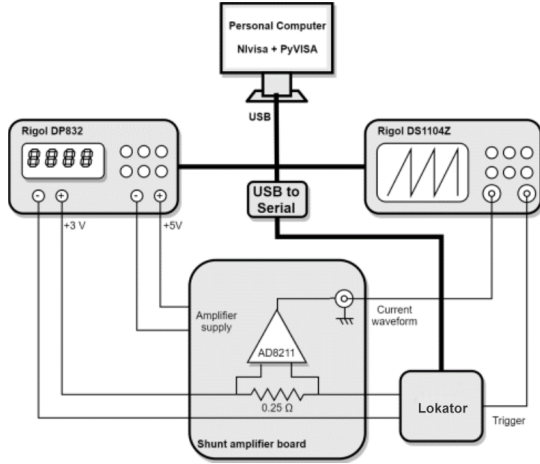 Personal Computer
NIvisa + PyVISA
USB
Rigol DP832
8888
Rigol DS1104Z
USB to
Serial
- + - +
+3 V
+5V
Amplifier
supply
Current
waveform
AD8211
0.25 Ω
Lokator
Trigger
Shunt amplifier board